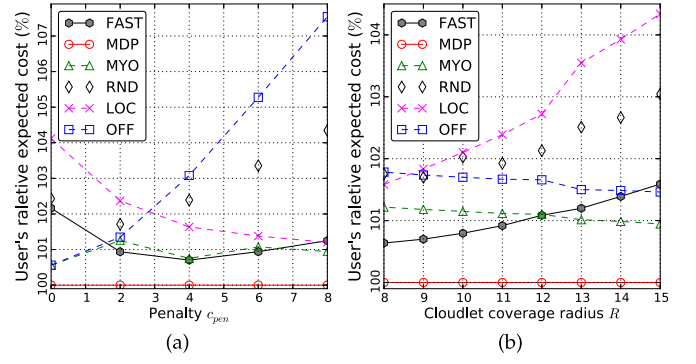 User's raletive expected cost (%)
107
106
105
104
103
102
101
100
FAST
MDP
MYO
RND
LOC
OFF
0 1 2 3 4 5 6 7 8
Penalty c_pen
(a)
User's raletive expected cost (%)
104
103
102
101
100
FAST
MDP
MYO
RND
LOC
OFF
8 9 10 11 12 13 14 15
Cloudlet coverage radius R
(b)